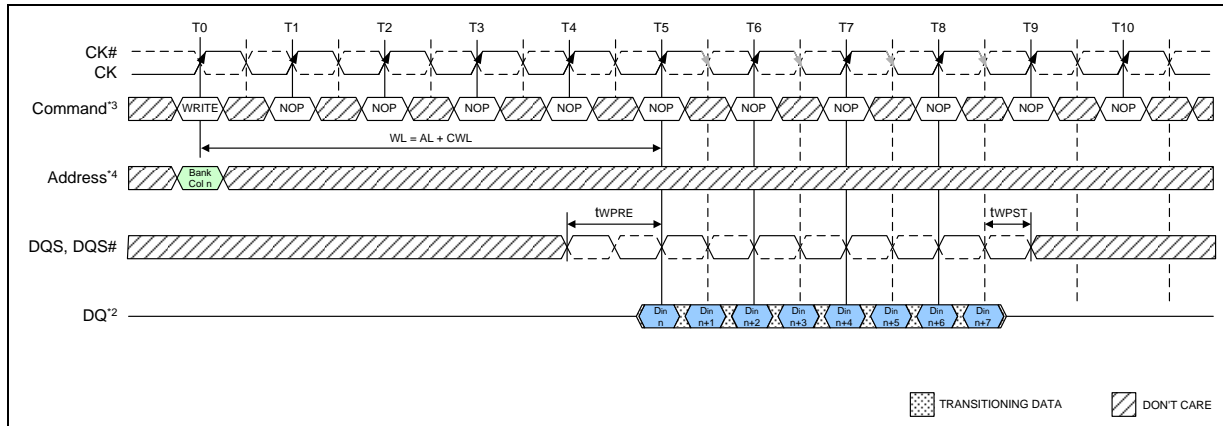 T0 T1 T2 T3 T4 T5 T6 T7 T8 T9 T10
CK#
CK
Command*3 WRITE NOP NOP NOP NOP NOP NOP NOP NOP NOP NOP
WL = AL + CWL
Address*4 Bank
Col n
tWPRE tWPST
DQS, DQS#
DQ*2
Din Din Din Din Din Din Din Din
n n+1 n+2 n+3 n+4 n+5 n+6 n+7
TRANSITIONING DATA DON'T CARE